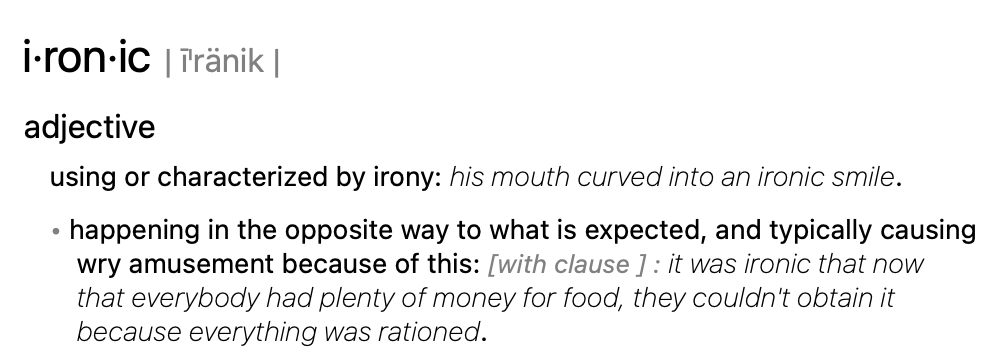 i·ron·ic | īˈränik |
adjective
using or characterized by irony: his mouth curved into an ironic smile.
• happening in the opposite way to what is expected, and typically causing
wry amusement because of this: [with clause ] : it was ironic that now
that everybody had plenty of money for food, they couldn't obtain it
because everything was rationed.